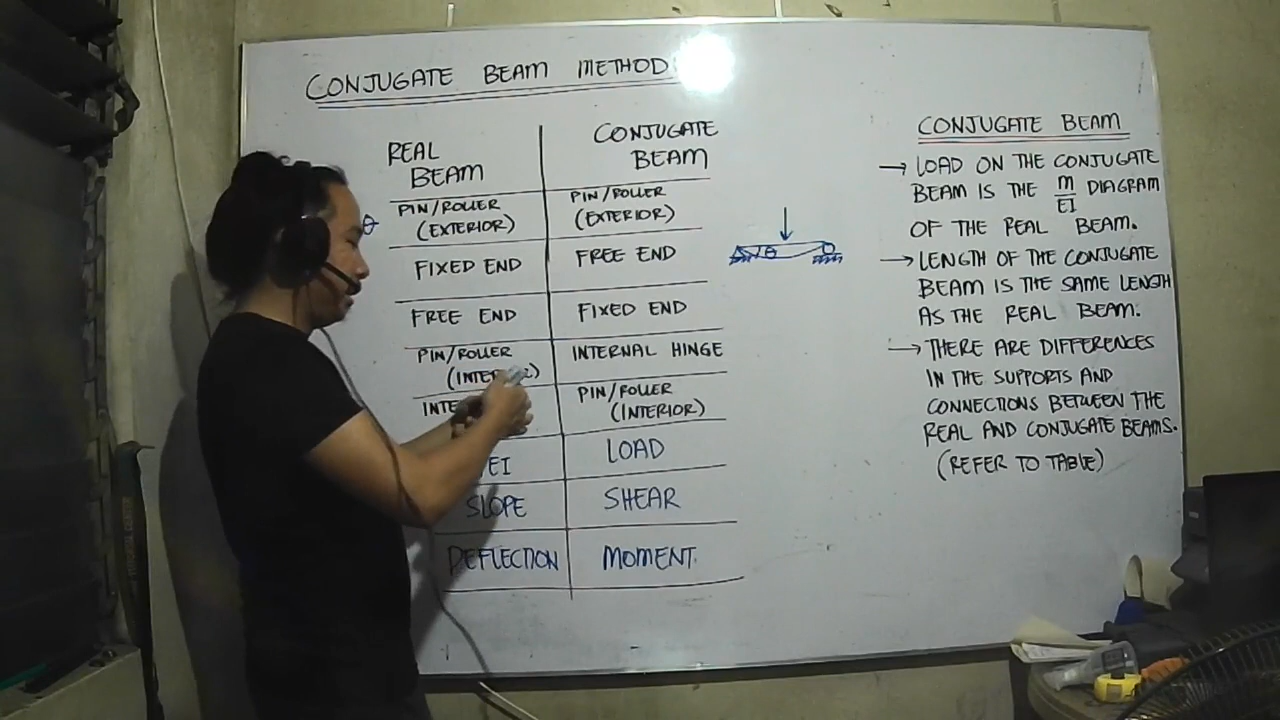 CONJUGATE BEAM METHOD
REAL
BEAM
CONJUGATE
BEAM
θ PIN/ROLLER
(EXTERIOR)
PIN/ROLLER
(EXTERIOR)
FIXED END
FREE END
FREE END
FIXED END
PIN/ROLLER
INTERNAL HINGE
PIN/ROLLER
(INTERIOR)
EI
LOAD
SLOPE
SHEAR
DEFLECTION
MOMENT
θ
CONJUGATE BEAM
→ LOAD ON THE CONJUGATE
BEAM IS THE M/EI DIAGRAM
OF THE REAL BEAM.
→ LENGTH OF THE CONJUGATE
BEAM IS THE SAME LENGTH
AS THE REAL BEAM.
→ THERE ARE DIFFERENCES
IN THE SUPPORTS AND
CONNECTIONS BETWEEN THE
REAL AND CONJUGATE BEAMS.
(REFER TO TABLE)